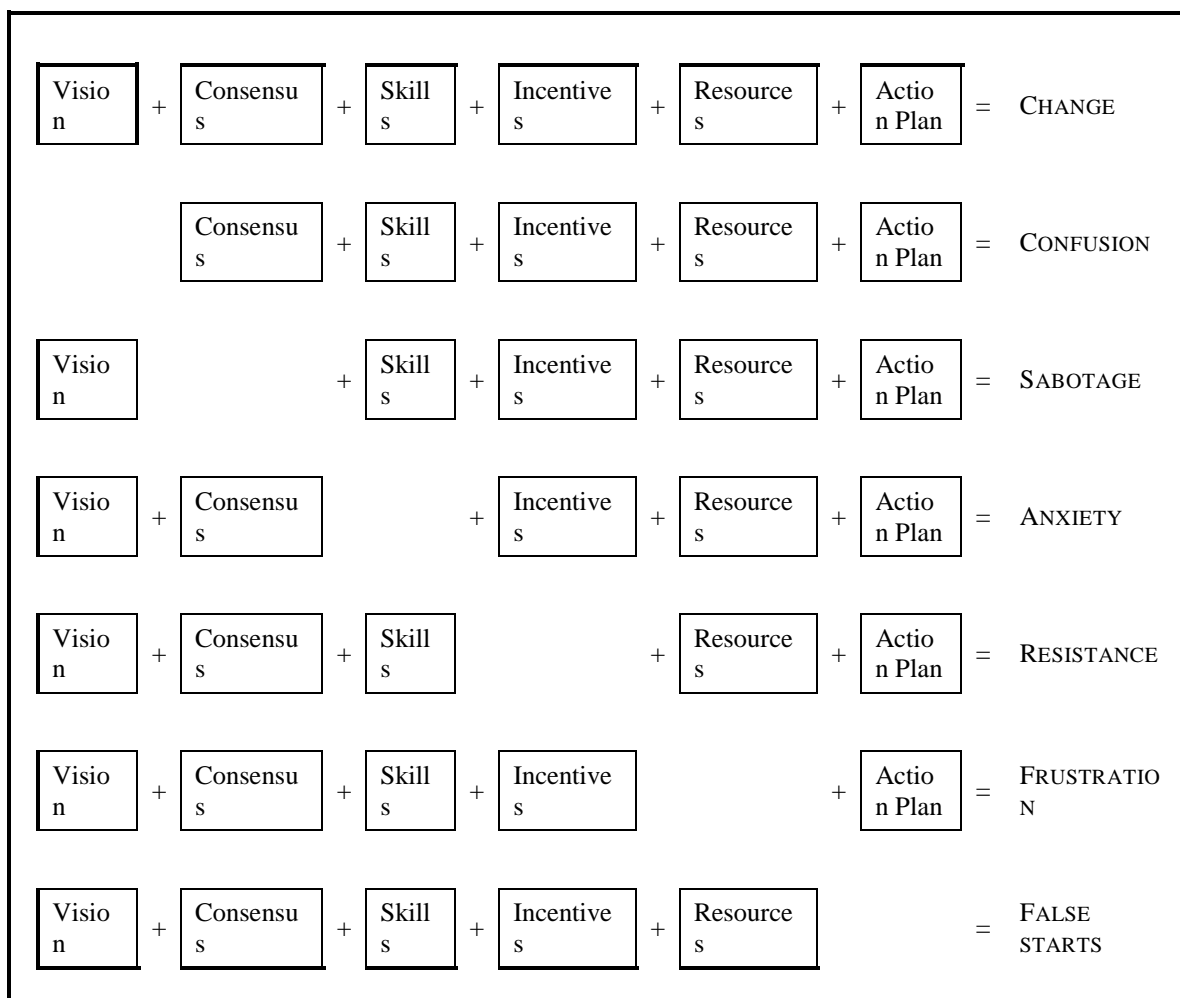 Visio
n + Consensu
s + Skill
s + Incentive
s + Resource
s + Actio
n Plan = CHANGE
Consensu
s + Skill
s + Incentive
s + Resource
s + Actio
n Plan = CONFUSION
Visio
n + Skill
s + Incentive
s + Resource
s + Actio
n Plan = SABOTAGE
Visio
n + Consensu
s + Incentive
s + Resource
s + Actio
n Plan = ANXIETY
Visio
n + Consensu
s + Skill
s + Resource
s + Actio
n Plan = RESISTANCE
Visio
n + Consensu
s + Skill
s + Incentive
s + Actio
n Plan = FRUSTRATIO
N
Visio
n + Consensu
s + Skill
s + Incentive
s + Resource
s = FALSE
STARTS